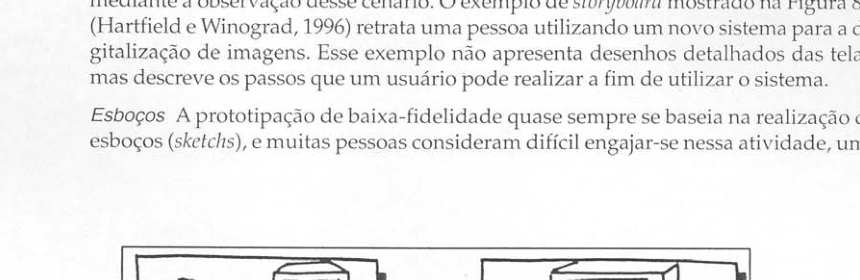 mediante a observação desse cenário. O exemplo de storyboard mostrado na Figura 8
(Hartfield e Winograd, 1996) retrata uma pessoa utilizando um novo sistema para a
gitalização de imagens. Esse exemplo não apresenta desenhos detalhados das tela
mas descreve os passos que um usuário pode realizar a fim de utilizar o sistema.
Esboços A prototipação de baixa-fidelidade quase sempre se baseia na realização
esboços (sketchs), e muitas pessoas consideram difícil engajar-se nessa atividade, um